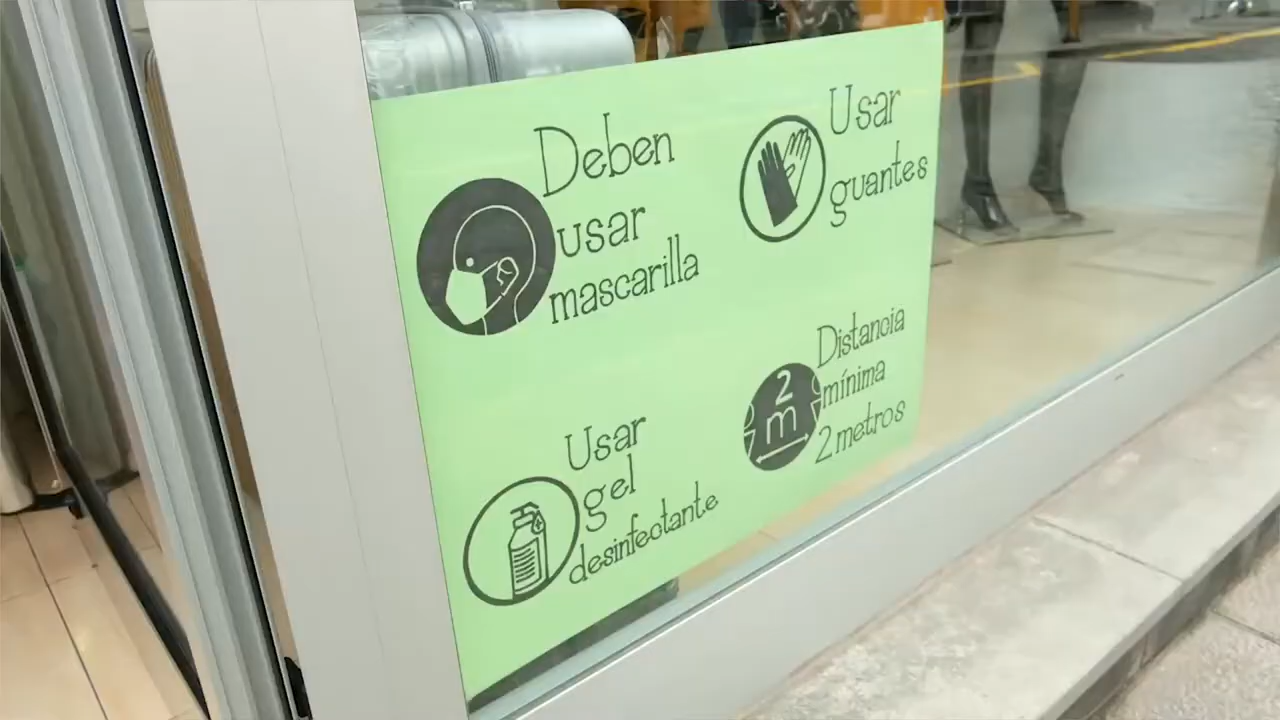 Deben
usar
mascarilla
Usar
guantes
Usar
gel
desinfectante
2
m
Distancia
mínima
2 metros